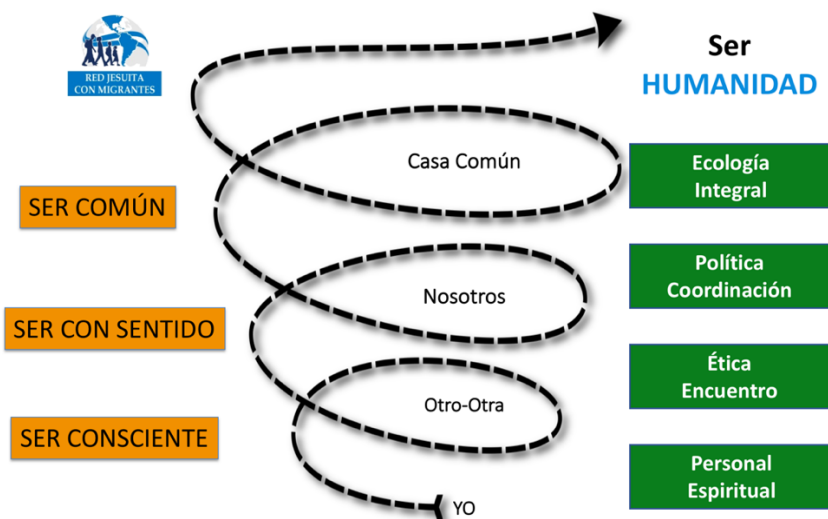 RED JESUITA
CON MIGRANTES
Ser
HUMANIDAD
Casa Común
Ecología
Integral
SER COMÚN
Nosotros
Política
Coordinación
SER CON SENTIDO
Otro-Otra
Ética
Encuentro
SER CONSCIENTE
Personal
Espiritual
YO